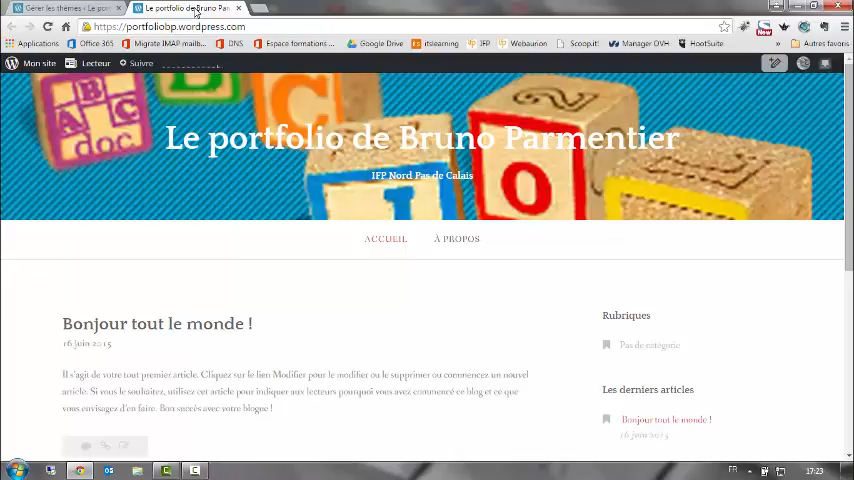 Gérer les thèmes ‹ Le port
Le portfolio de Bruno Par
https://portfoliobp.wordpress.com
Applications
Office 365
Migrate IMAP mailbo...
DNS
Espace formations ...
Google Drive
itslearning
IFP
Webaurion
Scoop.it!
Manager OVH
HootSuite
Autres favoris
Mon site
Lecteur
Suivre
ABC
doc
C
2
Le portfolio de Bruno Parmentier
IFP Nord Pas de Calais
I
O
ACCUEIL
À PROPOS
Bonjour tout le monde !
16 juin 2015
Il s'agit de votre tout premier article. Cliquez sur le lien Modifier pour le modifier ou le supprimer ou commencez un nouvel
article. Si vous le souhaitez, utilisez cet article pour indiquer aux lecteurs pourquoi vous avez commencé ce blog et ce que
vous envisagez d'en faire. Bon succès avec votre blogue !
Rubriques
Pas de catégorie
Les derniers articles
Bonjour tout le monde !
16 juin 2015
FR
17:23